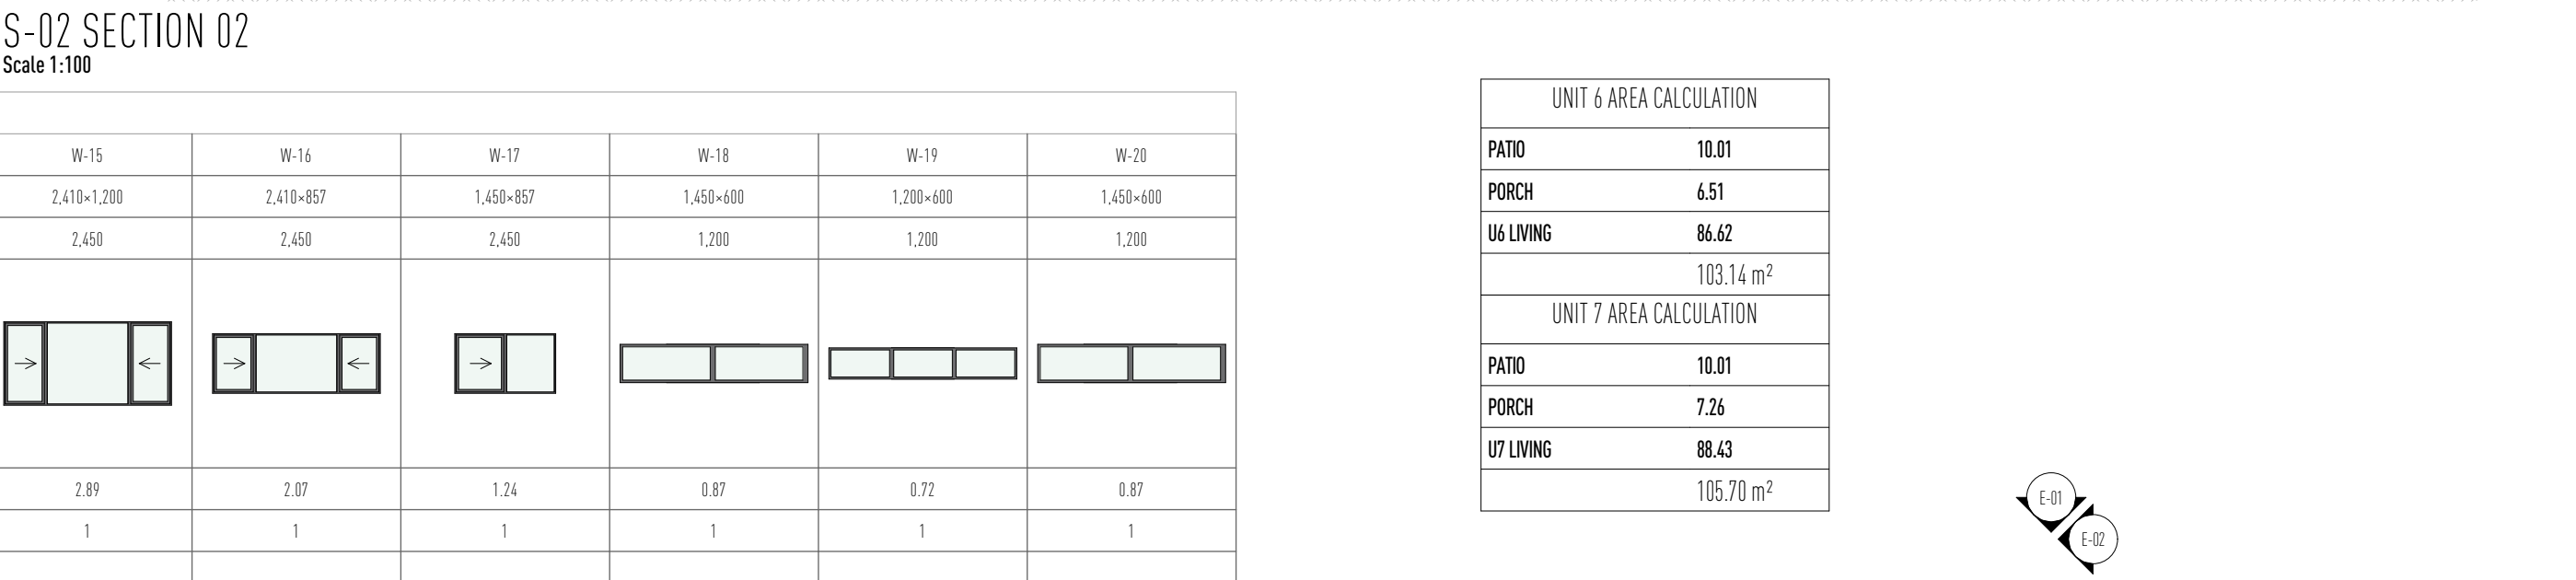 S-02 SECTION 02
Scale 1:100
W-15 W-16 W-17 W-18 W-19 W-20
2,410×1,200 2,410×857 1,450×857 1,450×600 1,200×600 1,450×600
2,450 2,450 2,450 1,200 1,200 1,200
2.89 2.07 1.24 0.87 0.72 0.87
1 1 1 1 1 1
UNIT 6 AREA CALCULATION
PATIO 10.01
PORCH 6.51
U6 LIVING 86.62
103.14 m²
UNIT 7 AREA CALCULATION
PATIO 10.01
PORCH 7.26
U7 LIVING 88.43
105.70 m²
E-01
E-02